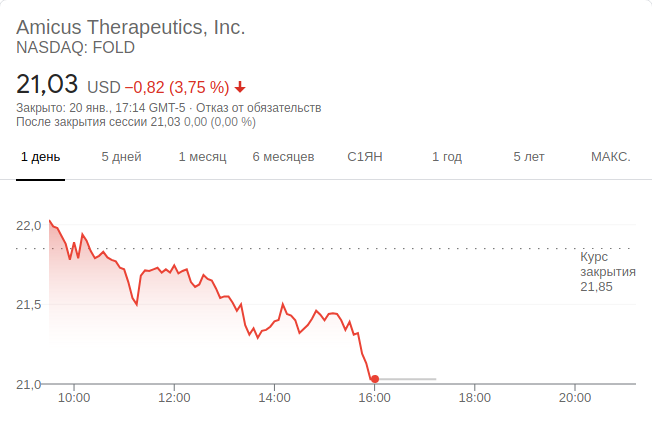 Amicus Therapeutics, Inc.
NASDAQ: FOLD
21,03 USD −0,82 (3,75 %)
Закрыто: 20 янв., 17:14 GMT-5 · Отказ от обязательств
После закрытия сессии 21,03 0,00 (0,00 %)
1 день 5 дней 1 месяц 6 месяцев С1ЯН 1 год 5 лет МАКС.
22,0
Курс
закрытия
21,85
21,5
21,0
10:00 12:00 14:00 16:00 18:00 20:00